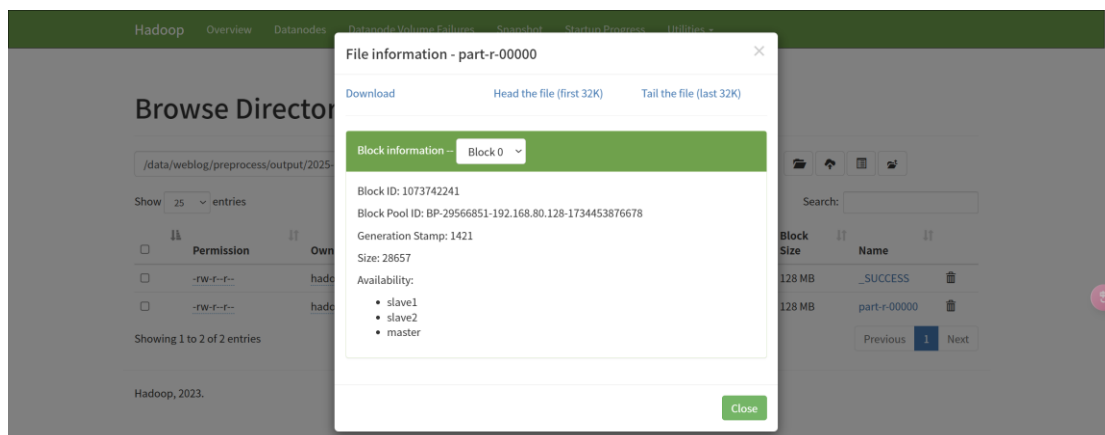 Hadoop Overview Datanodes Datanode Volume Failures Snapshot Startup Progress Utilities
File information - part-r-00000 ×
Download Head the file (first 32K) Tail the file (last 32K)
Browse Director
Block information -- Block 0
/data/weblog/preprocess/output/2025-
Block ID: 1073742241
Block Pool ID: BP-29566851-192.168.80.128-1734453876678
Generation Stamp: 1421
Size: 28657
Availability:
slave1
slave2
master
Show 25 entries Search:
Permission Own Block Size Name
-rw-r--r-- hado 128 MB _SUCCESS
-rw-r--r-- hado 128 MB part-r-00000
Showing 1 to 2 of 2 entries Previous 1 Next
Hadoop, 2023.
Close